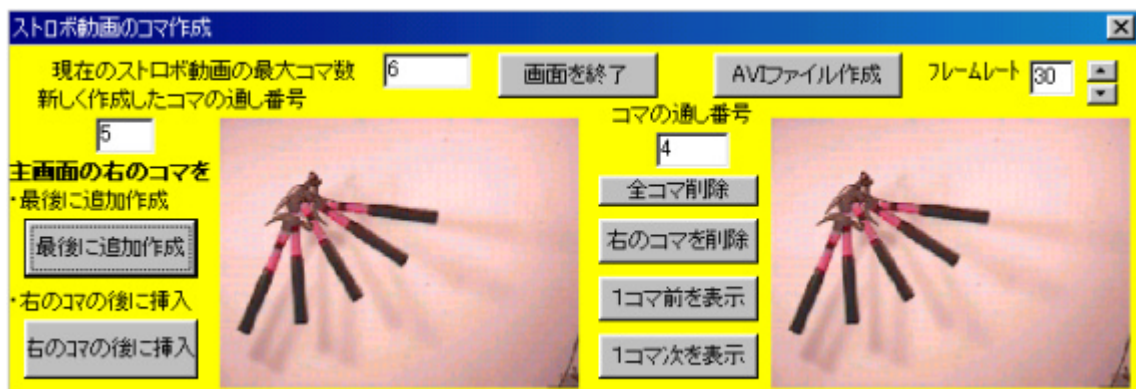 ストロボ動画のコマ作成
現在のストロボ動画の最大コマ数 6 画面を終了 AVIファイル作成 フレームレート 30
新しく作成したコマの通し番号
5
コマの通し番号
4
主画面の右のコマを
・最後に追加作成
最後に追加作成
・右のコマの後に挿入
右のコマの後に挿入
全コマ削除
右のコマを削除
1コマ前を表示
1コマ次を表示